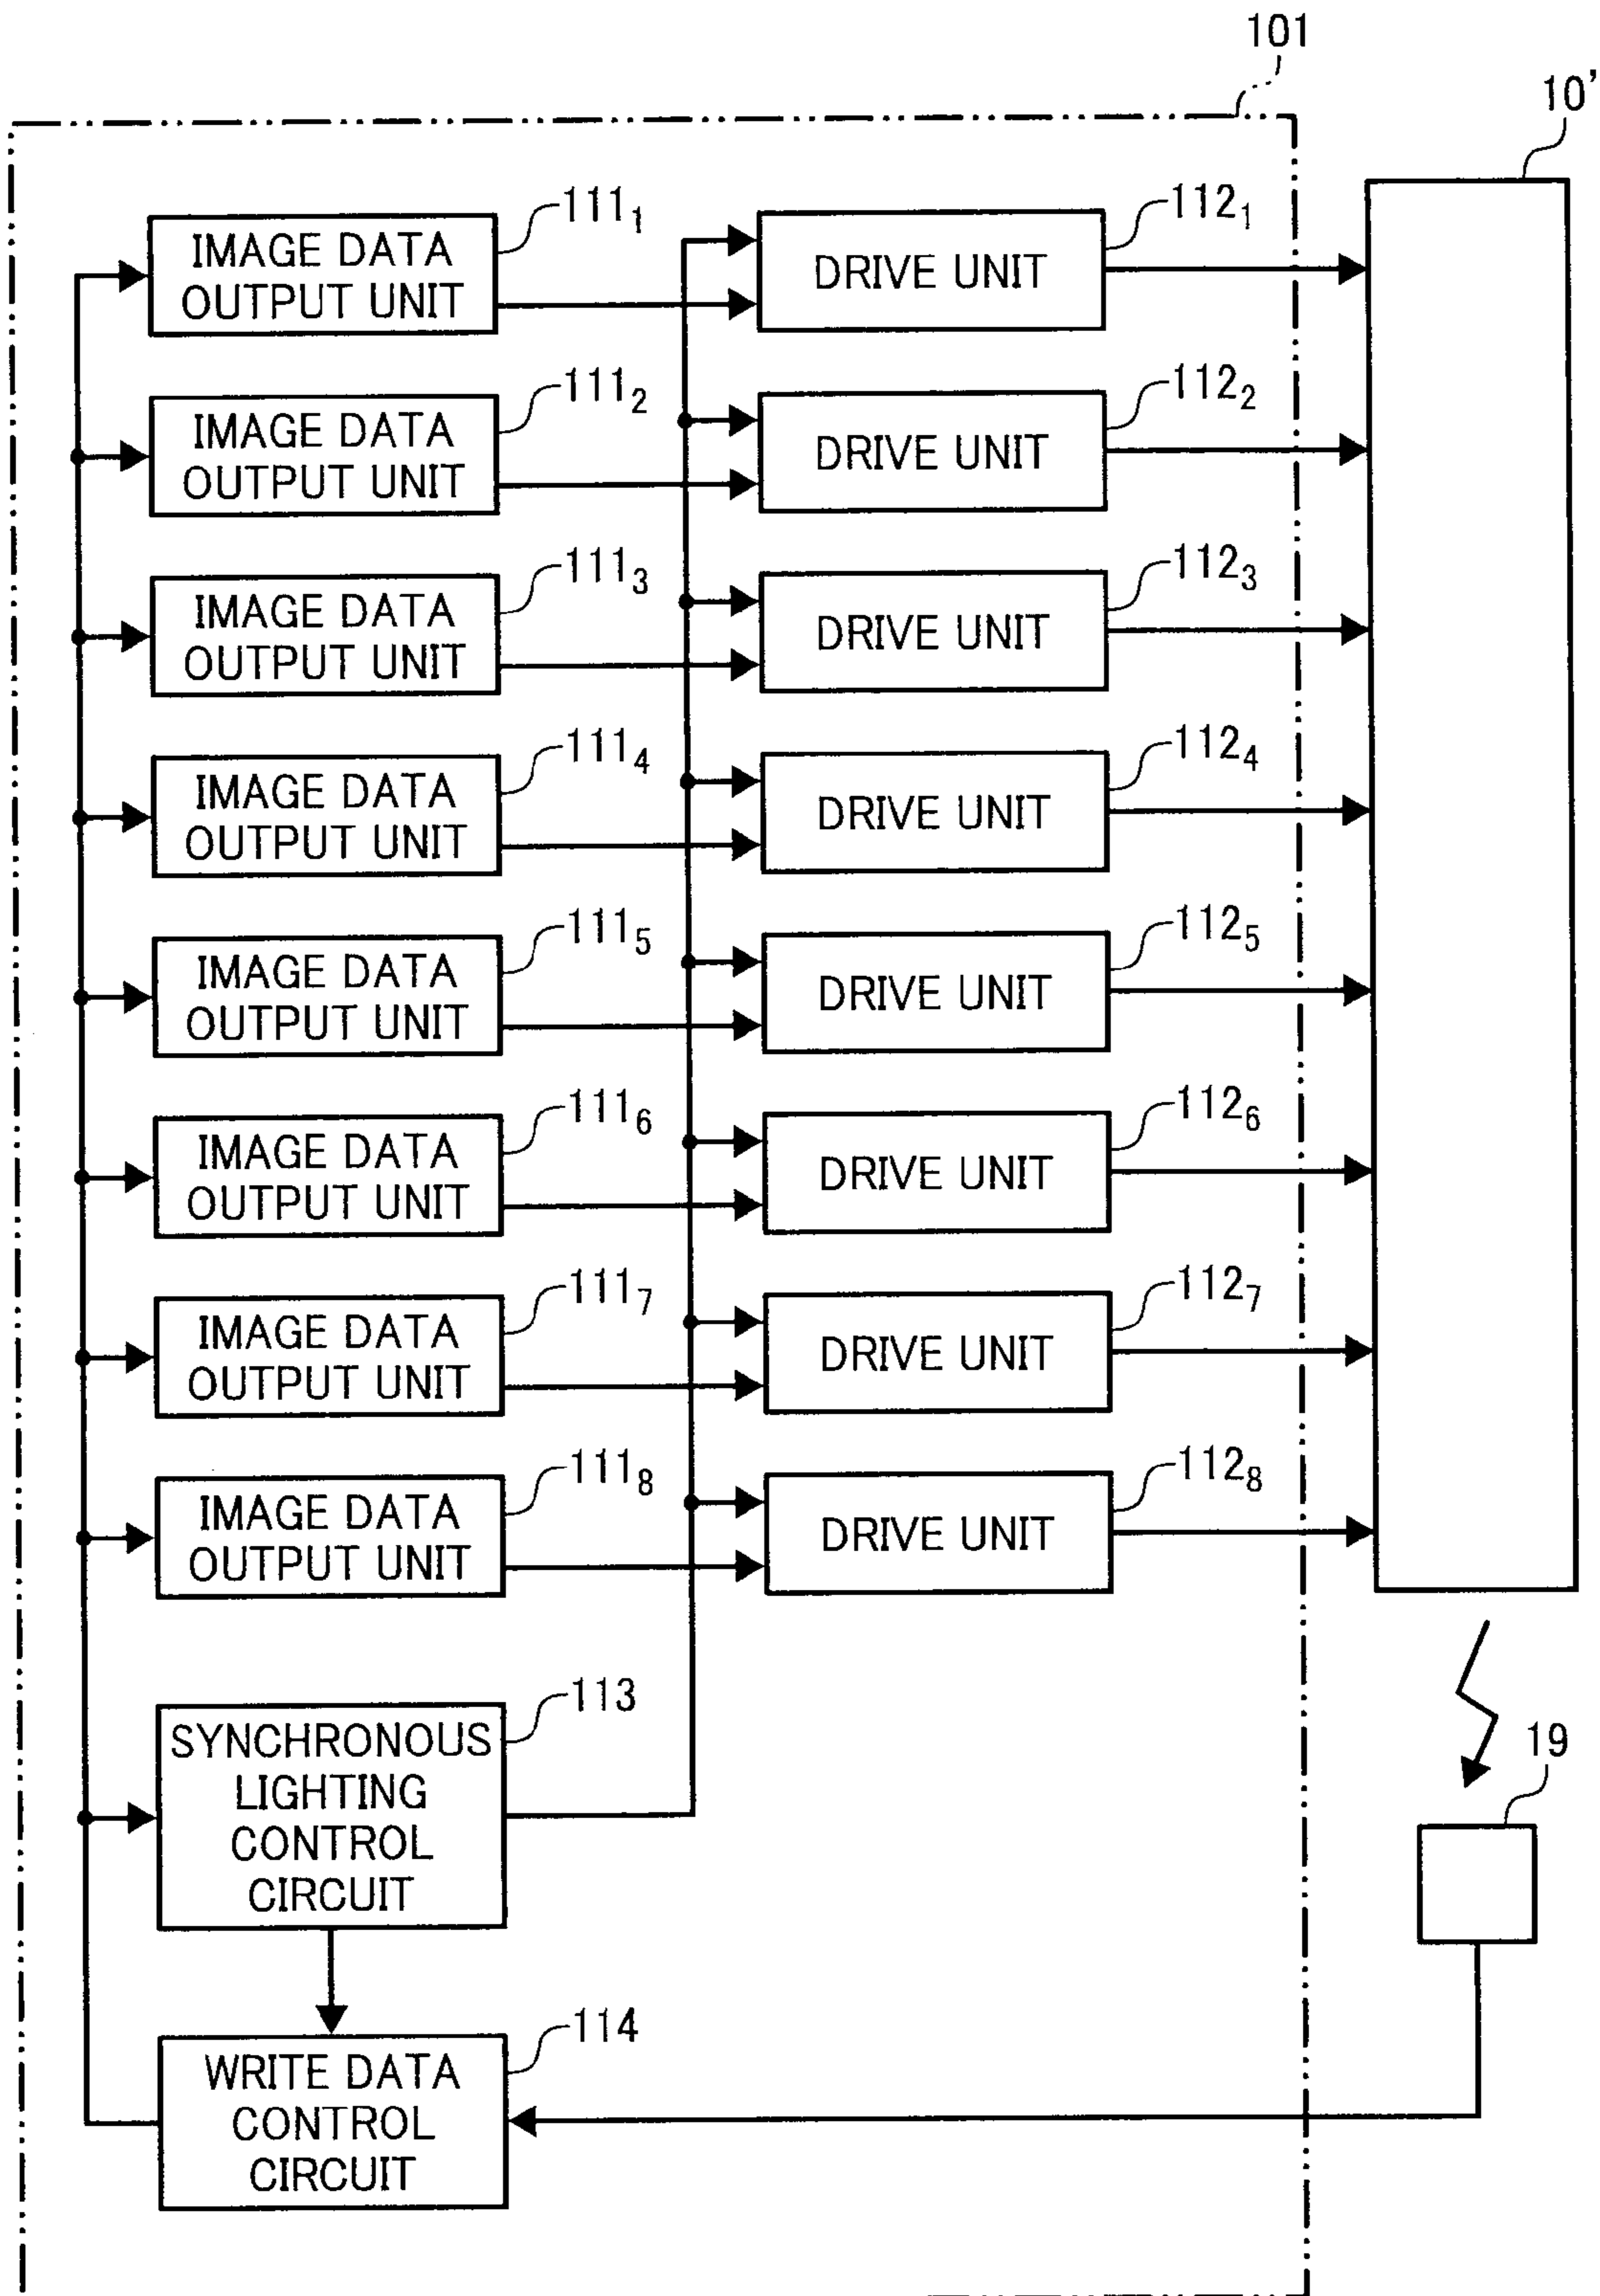 101
10'
111₁
IMAGE DATA
OUTPUT UNIT
112₁
DRIVE UNIT
111₂
IMAGE DATA
OUTPUT UNIT
112₂
DRIVE UNIT
111₃
IMAGE DATA
OUTPUT UNIT
112₃
DRIVE UNIT
111₄
IMAGE DATA
OUTPUT UNIT
112₄
DRIVE UNIT
111₅
IMAGE DATA
OUTPUT UNIT
112₅
DRIVE UNIT
111₆
IMAGE DATA
OUTPUT UNIT
112₆
DRIVE UNIT
111₇
IMAGE DATA
OUTPUT UNIT
112₇
DRIVE UNIT
111₈
IMAGE DATA
OUTPUT UNIT
112₈
DRIVE UNIT
113
SYNCHRONOUS
LIGHTING
CONTROL
CIRCUIT
19
114
WRITE DATA
CONTROL
CIRCUIT